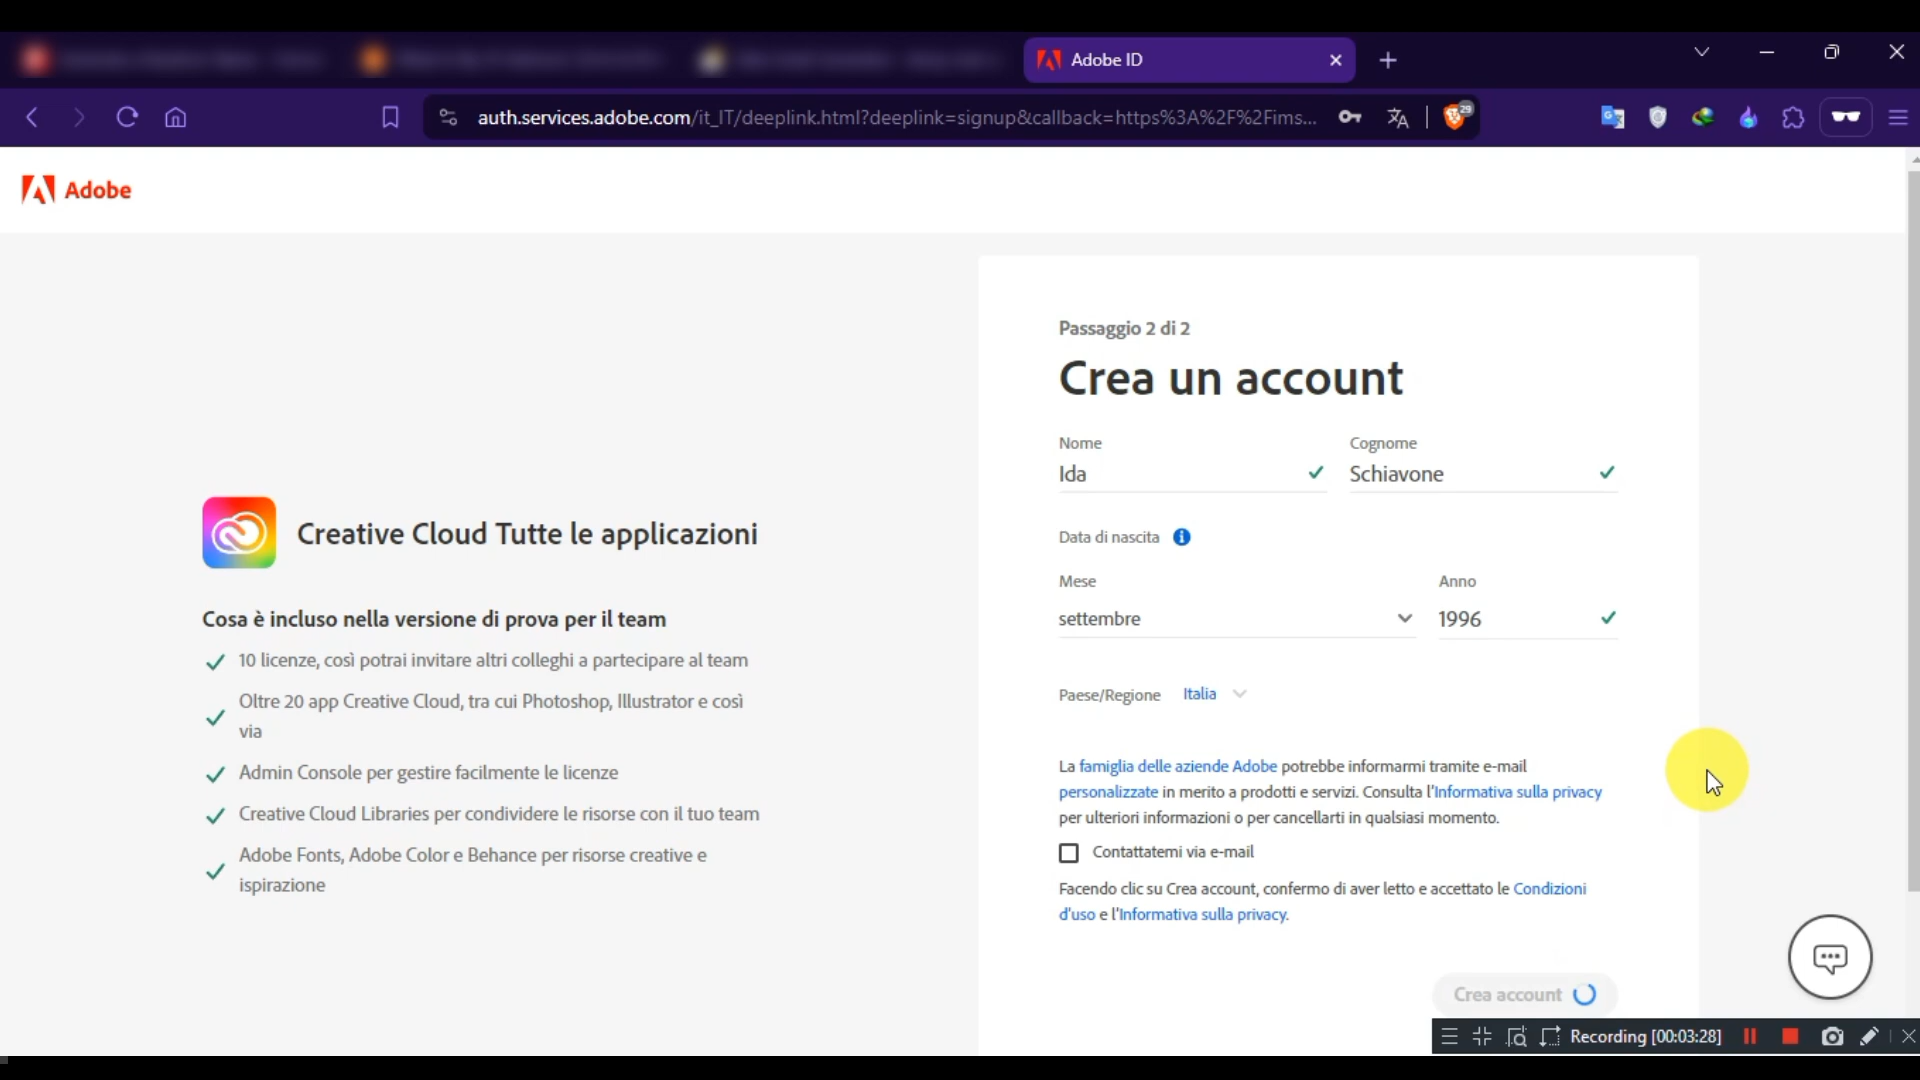 Adobe ID
auth.services.adobe.com/it_IT/deeplink.html?deeplink=signup&callback=https%3A%2F%2Fims...
29
Adobe
Passaggio 2 di 2
Crea un account
Nome
Cognome
Ida
Schiavone
Data di nascita
Mese
Anno
settembre
1996
Paese/Regione Italia
La famiglia delle aziende Adobe potrebbe informarmi tramite e-mail
personalizzate in merito a prodotti e servizi. Consulta l'Informativa sulla privacy
per ulteriori informazioni o per cancellarti in qualsiasi momento.
Contattatemi via e-mail
Facendo clic su Crea account, confermo di aver letto e accettato le Condizioni
d'uso e l'Informativa sulla privacy.
Crea account
Creative Cloud Tutte le applicazioni
Cosa è incluso nella versione di prova per il team
10 licenze, così potrai invitare altri colleghi a partecipare al team
Oltre 20 app Creative Cloud, tra cui Photoshop, Illustrator e così
via
Admin Console per gestire facilmente le licenze
Creative Cloud Libraries per condividere le risorse con il tuo team
Adobe Fonts, Adobe Color e Behance per risorse creative e
ispirazione
Recording [00:03:28]